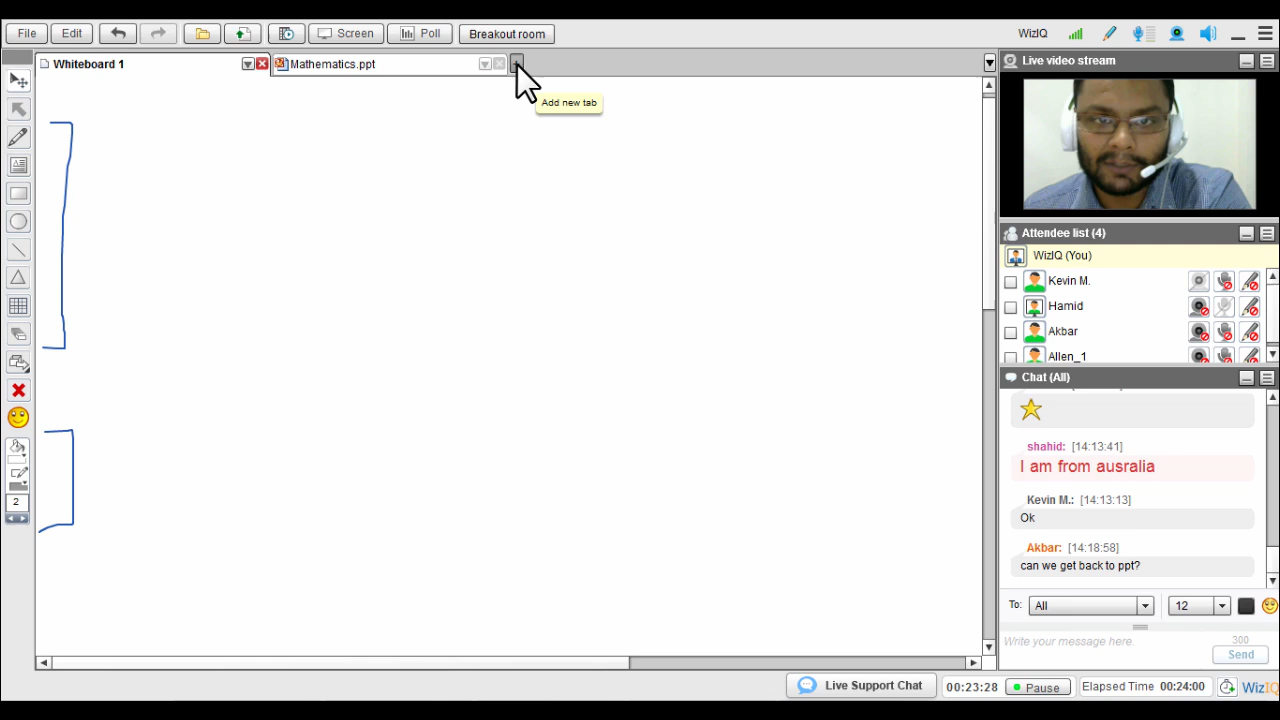 File Edit Screen Poll Breakout room WizIQ
Whiteboard 1 Mathematics.ppt
Add new tab
Live video stream
Attendee list (4)
WizIQ (You)
Kevin M.
Hamid
Akbar
Allen_1
Chat (All)
shahid: [14:13:41]
I am from ausralia
Kevin M.: [14:13:13]
Ok
Akbar: [14:18:58]
can we get back to ppt?
2
To: All 12
Write your message here. 300
Send
Live Support Chat 00:23:28 Pause Elapsed Time 00:24:00 WizIQ